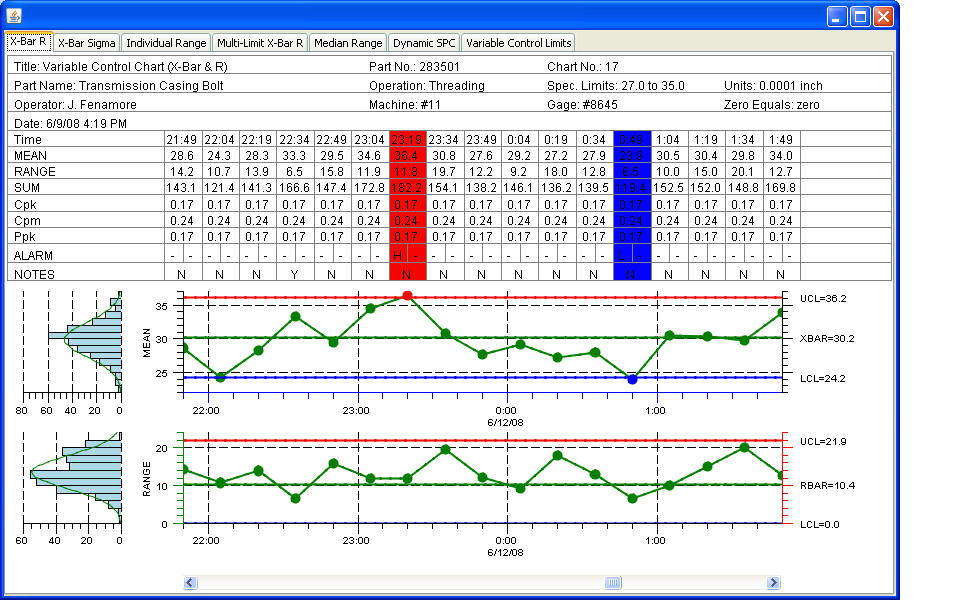 X-Bar R X-Bar Sigma Individual Range Multi-Limit X-Bar R Median Range Dynamic SPC Variable Control Limits
Title: Variable Control Chart (X-Bar & R) Part No.: 283501 Chart No.: 17
Part Name: Transmission Casing Bolt Operation: Threading Spec. Limits: 27.0 to 35.0 Units: 0.0001 inch
Operator: J. Fenamore Machine: #11 Gage: #8645 Zero Equals: zero
Date: 6/9/08 4:19 PM
Time 21:49 22:04 22:19 22:34 22:49 23:04 23:19 23:34 23:49 0:04 0:19 0:34 0:49 1:04 1:19 1:34 1:49
MEAN 28.6 24.3 28.3 33.3 29.5 34.6 36.4 30.8 27.6 29.2 27.2 27.9 23.9 30.5 30.4 29.8 34.0
RANGE 14.2 10.7 13.9 6.5 15.8 11.9 11.8 19.7 12.2 9.2 18.0 12.8 6.5 10.0 15.0 20.1 12.7
SUM 143.1 121.4 141.3 166.6 147.4 172.8 182.2 154.1 138.2 146.1 136.2 139.5 119.4 152.5 152.0 148.8 169.8
Cpk 0.17 0.17 0.17 0.17 0.17 0.17 0.17 0.17 0.17 0.17 0.17 0.17 0.17 0.17 0.17 0.17 0.17
Cpm 0.24 0.24 0.24 0.24 0.24 0.24 0.24 0.24 0.24 0.24 0.24 0.24 0.24 0.24 0.24 0.24 0.24
Ppk 0.17 0.17 0.17 0.17 0.17 0.17 0.17 0.17 0.17 0.17 0.17 0.17 0.17 0.17 0.17 0.17 0.17
ALARM - - - - - - - - - - - - H - - - - - - - - - - - L - - - - - - - - -
NOTES N N N Y N N N N N N N N N N N N N
MEAN
35
30
25
UCL=36.2
XBAR=30.2
LCL=24.2
80 60 40 20 0
22:00 23:00 0:00 1:00
6/12/08
RANGE
20
10
0
UCL=21.9
RBAR=10.4
LCL=0.0
60 40 20 0
22:00 23:00 0:00 1:00
6/12/08